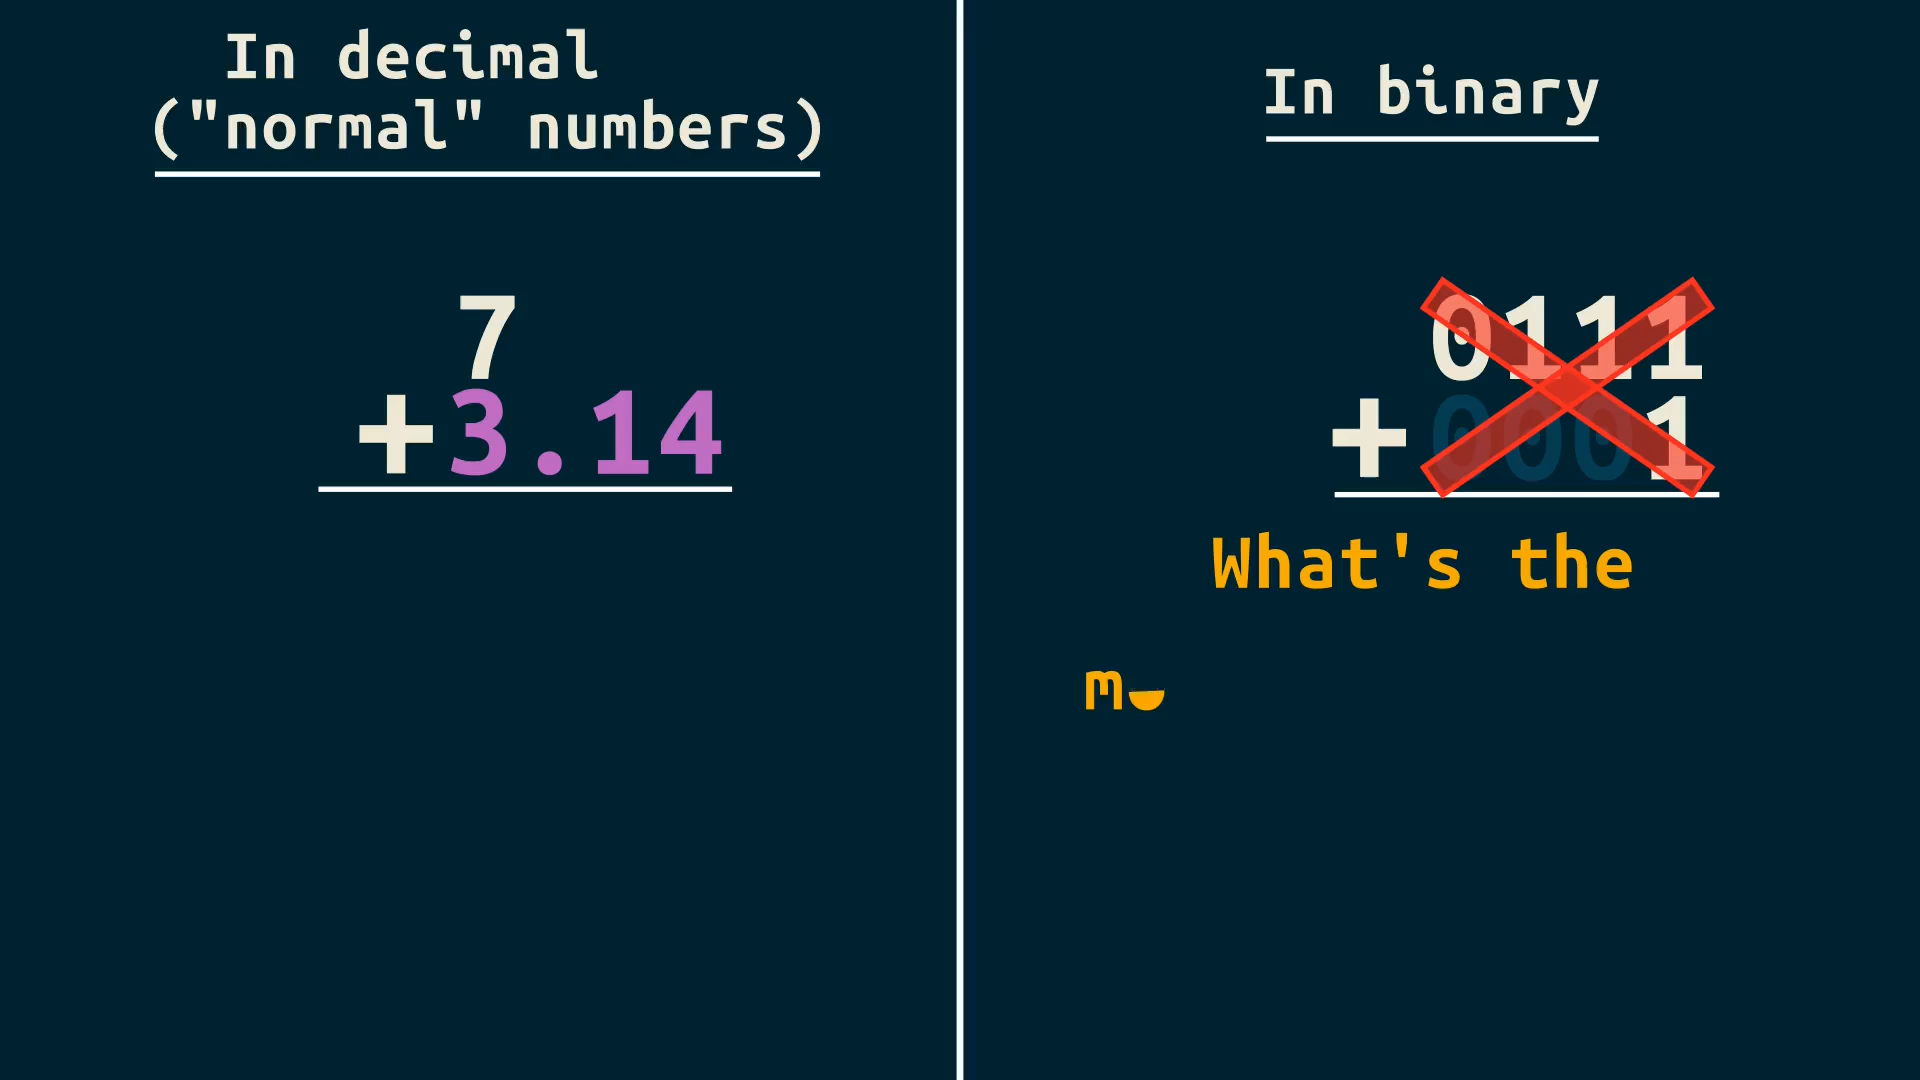 In decimal
("normal" numbers)
7
+3.14
In binary
0111
+0001
What's the
m